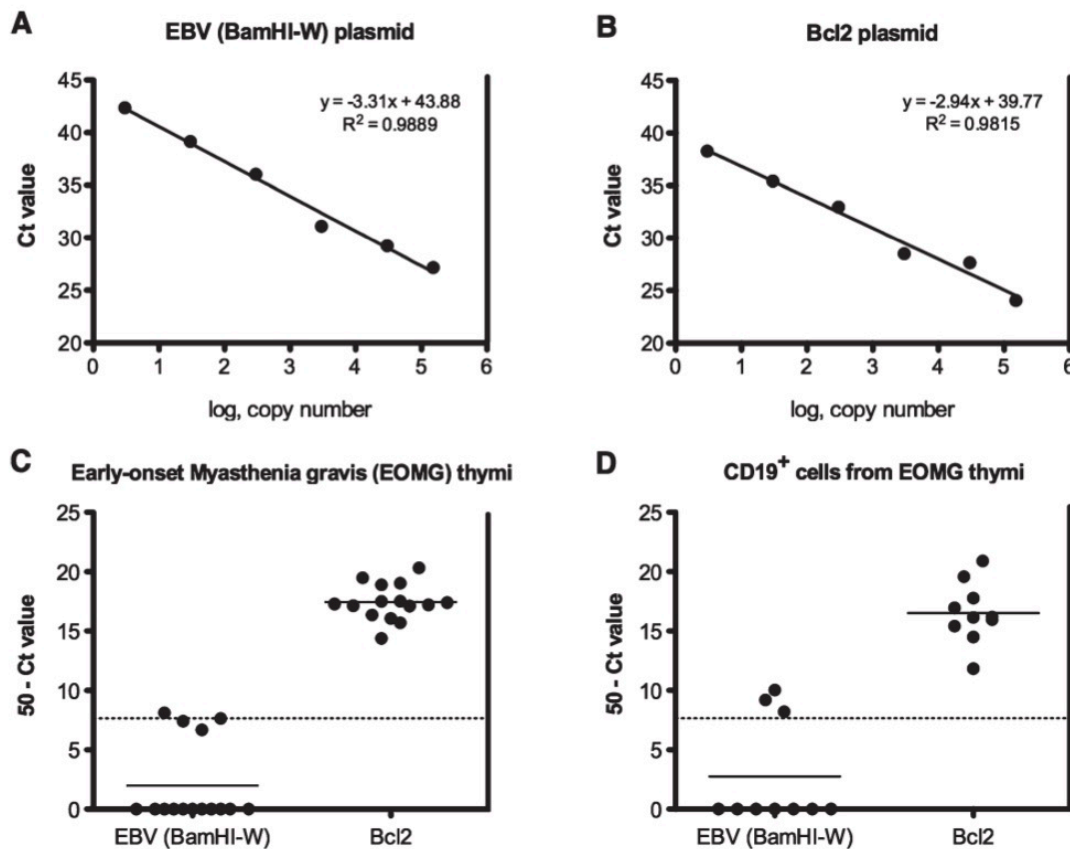 A
EBV (BamHI-W) plasmid
y = -3.31x + 43.88
R² = 0.9889
Ct value
45
40
35
30
25
20
0 1 2 3 4 5 6
log, copy number
B
Bcl2 plasmid
y = -2.94x + 39.77
R² = 0.9815
Ct value
45
40
35
30
25
20
0 1 2 3 4 5 6
log, copy number
C
Early-onset Myasthenia gravis (EOMG) thymi
50 - Ct value
25
20
15
10
5
0
EBV (BamHI-W) Bcl2
D
CD19⁺ cells from EOMG thymi
50 - Ct value
25
20
15
10
5
0
EBV (BamHI-W) Bcl2